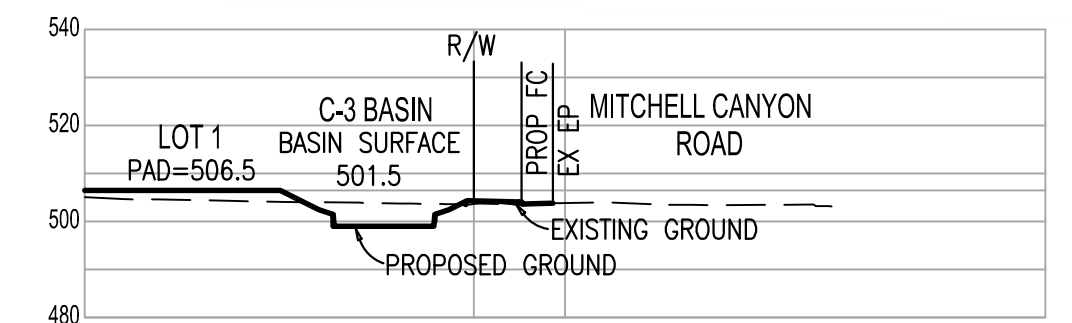 540
R/W
PROP FC
EX EP
MITCHELL CANYON
ROAD
C-3 BASIN
BASIN SURFACE
501.5
520
LOT 1
PAD=506.5
500
EXISTING GROUND
PROPOSED GROUND
480